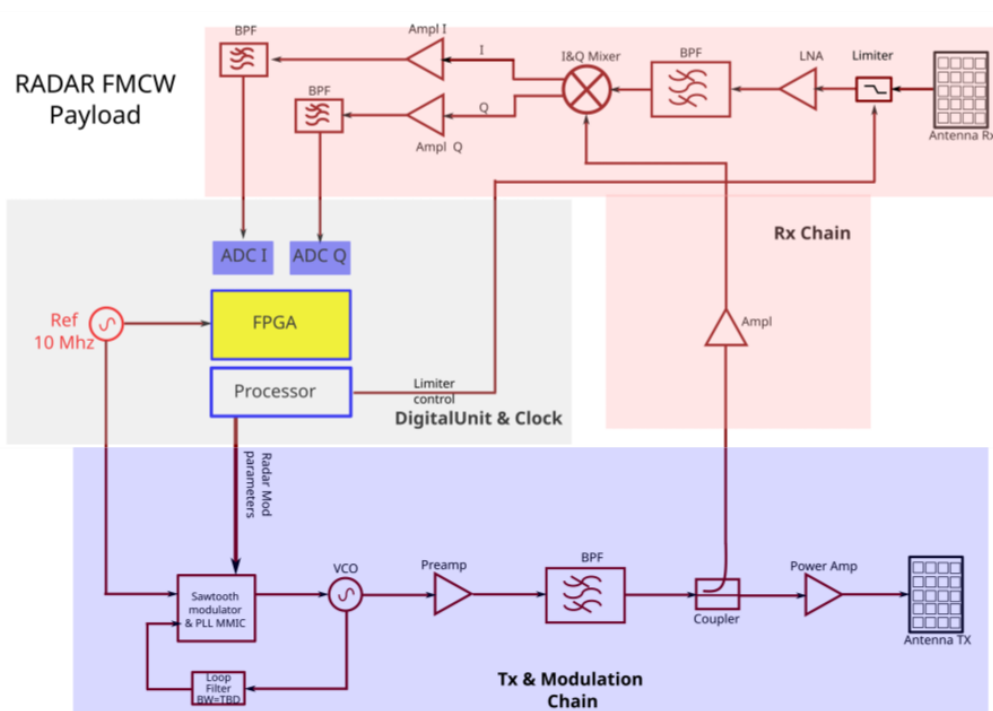 RADAR FMCW
Payload
BPF
Ampl I
I
I&Q Mixer
BPF
LNA
Limiter
BPF
Q
Ampl Q
Antenna Rx
ADC I
ADC Q
Rx Chain
Ref
10 Mhz
FPGA
Ampl
Processor
Limiter
control
DigitalUnit & Clock
Radar Mod
parameters
VCO
Preamp
BPF
Power Amp
Sawtooth
modulator
& PLL MMIC
Coupler
Antenna TX
Loop
Filter
BW=TBD
Tx & Modulation
Chain